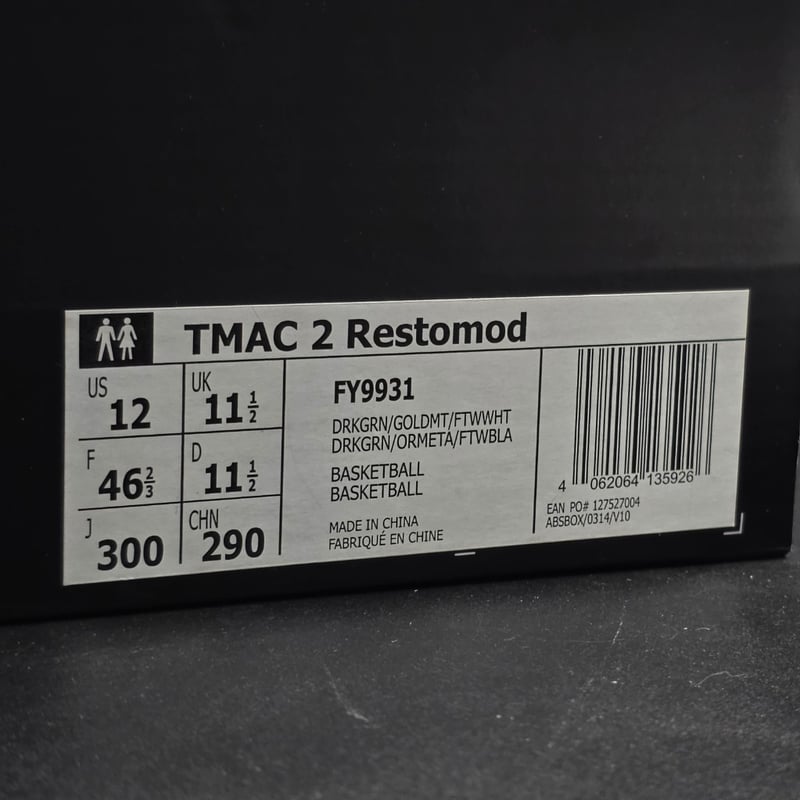 TMAC 2 Restomod
US 12
UK 11 1/2
F 46 2/3
D 11 1/2
J 300
CHN 290
FY9931
DRKGRN/GOLDMT/FTWWHT
DRKGRN/ORMETA/FTWBLA
BASKETBALL
BASKETBALL
MADE IN CHINA
FABRIQUÉ EN CHINE
4 062064 135926
EAN PO# 127527004
ABSBOX/0314/V10